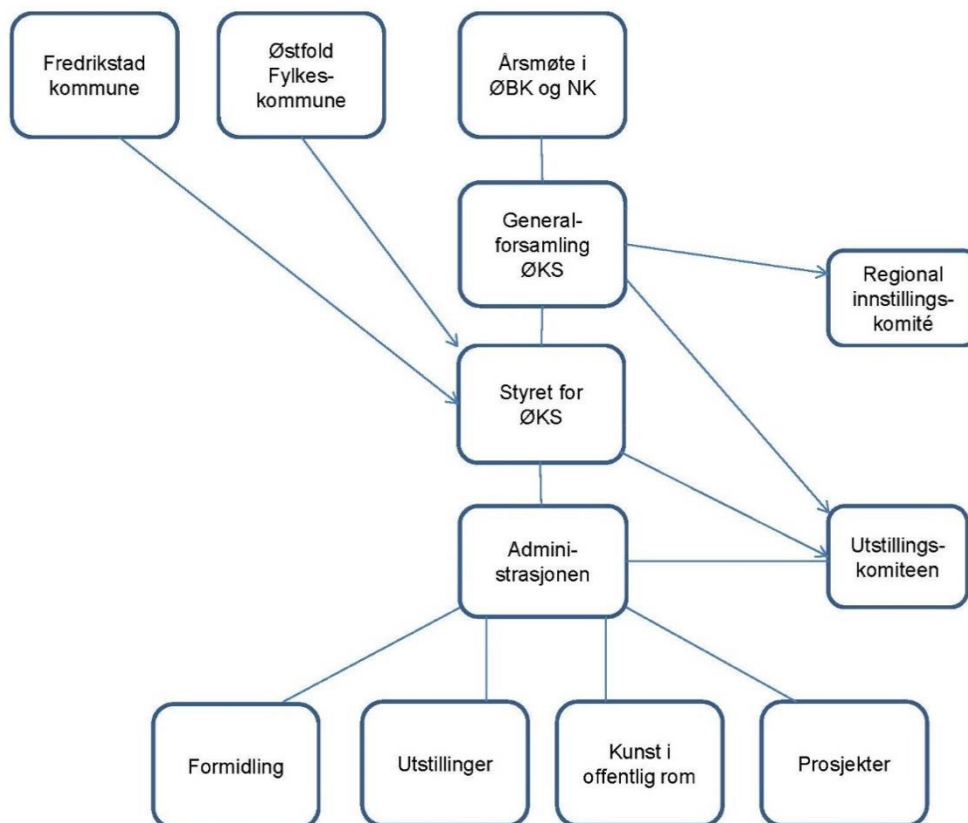 Fredrikstad
kommune
Østfold
Fylkes-
kommune
Årsmøte i
ØBK og NK
General-
forsamling
ØKS
Regional
innstillings-
komité
Styret for
ØKS
Admini-
strasjonen
Utstillings-
komiteen
Formidling
Utstillinger
Kunst i
offentlig rom
Prosjekter